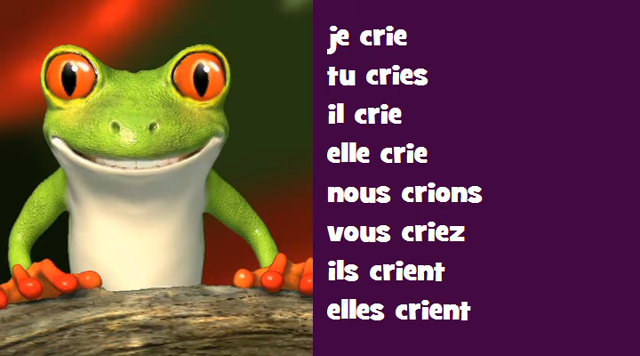 je crie
tu cries
il crie
elle crie
nous crions
vous criez
ils crient
elles crient